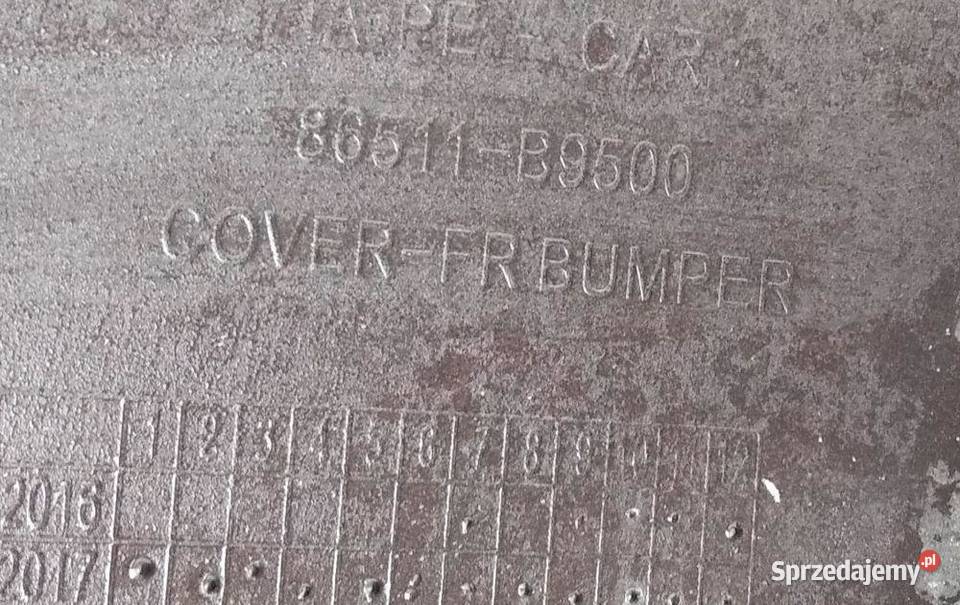 PE - CAR
86511-B9500
COVER-FR BUMPER
1 2 3 4 5 6 7 8 9 10 11 12
2016
2017
Sprzedajemy.pl